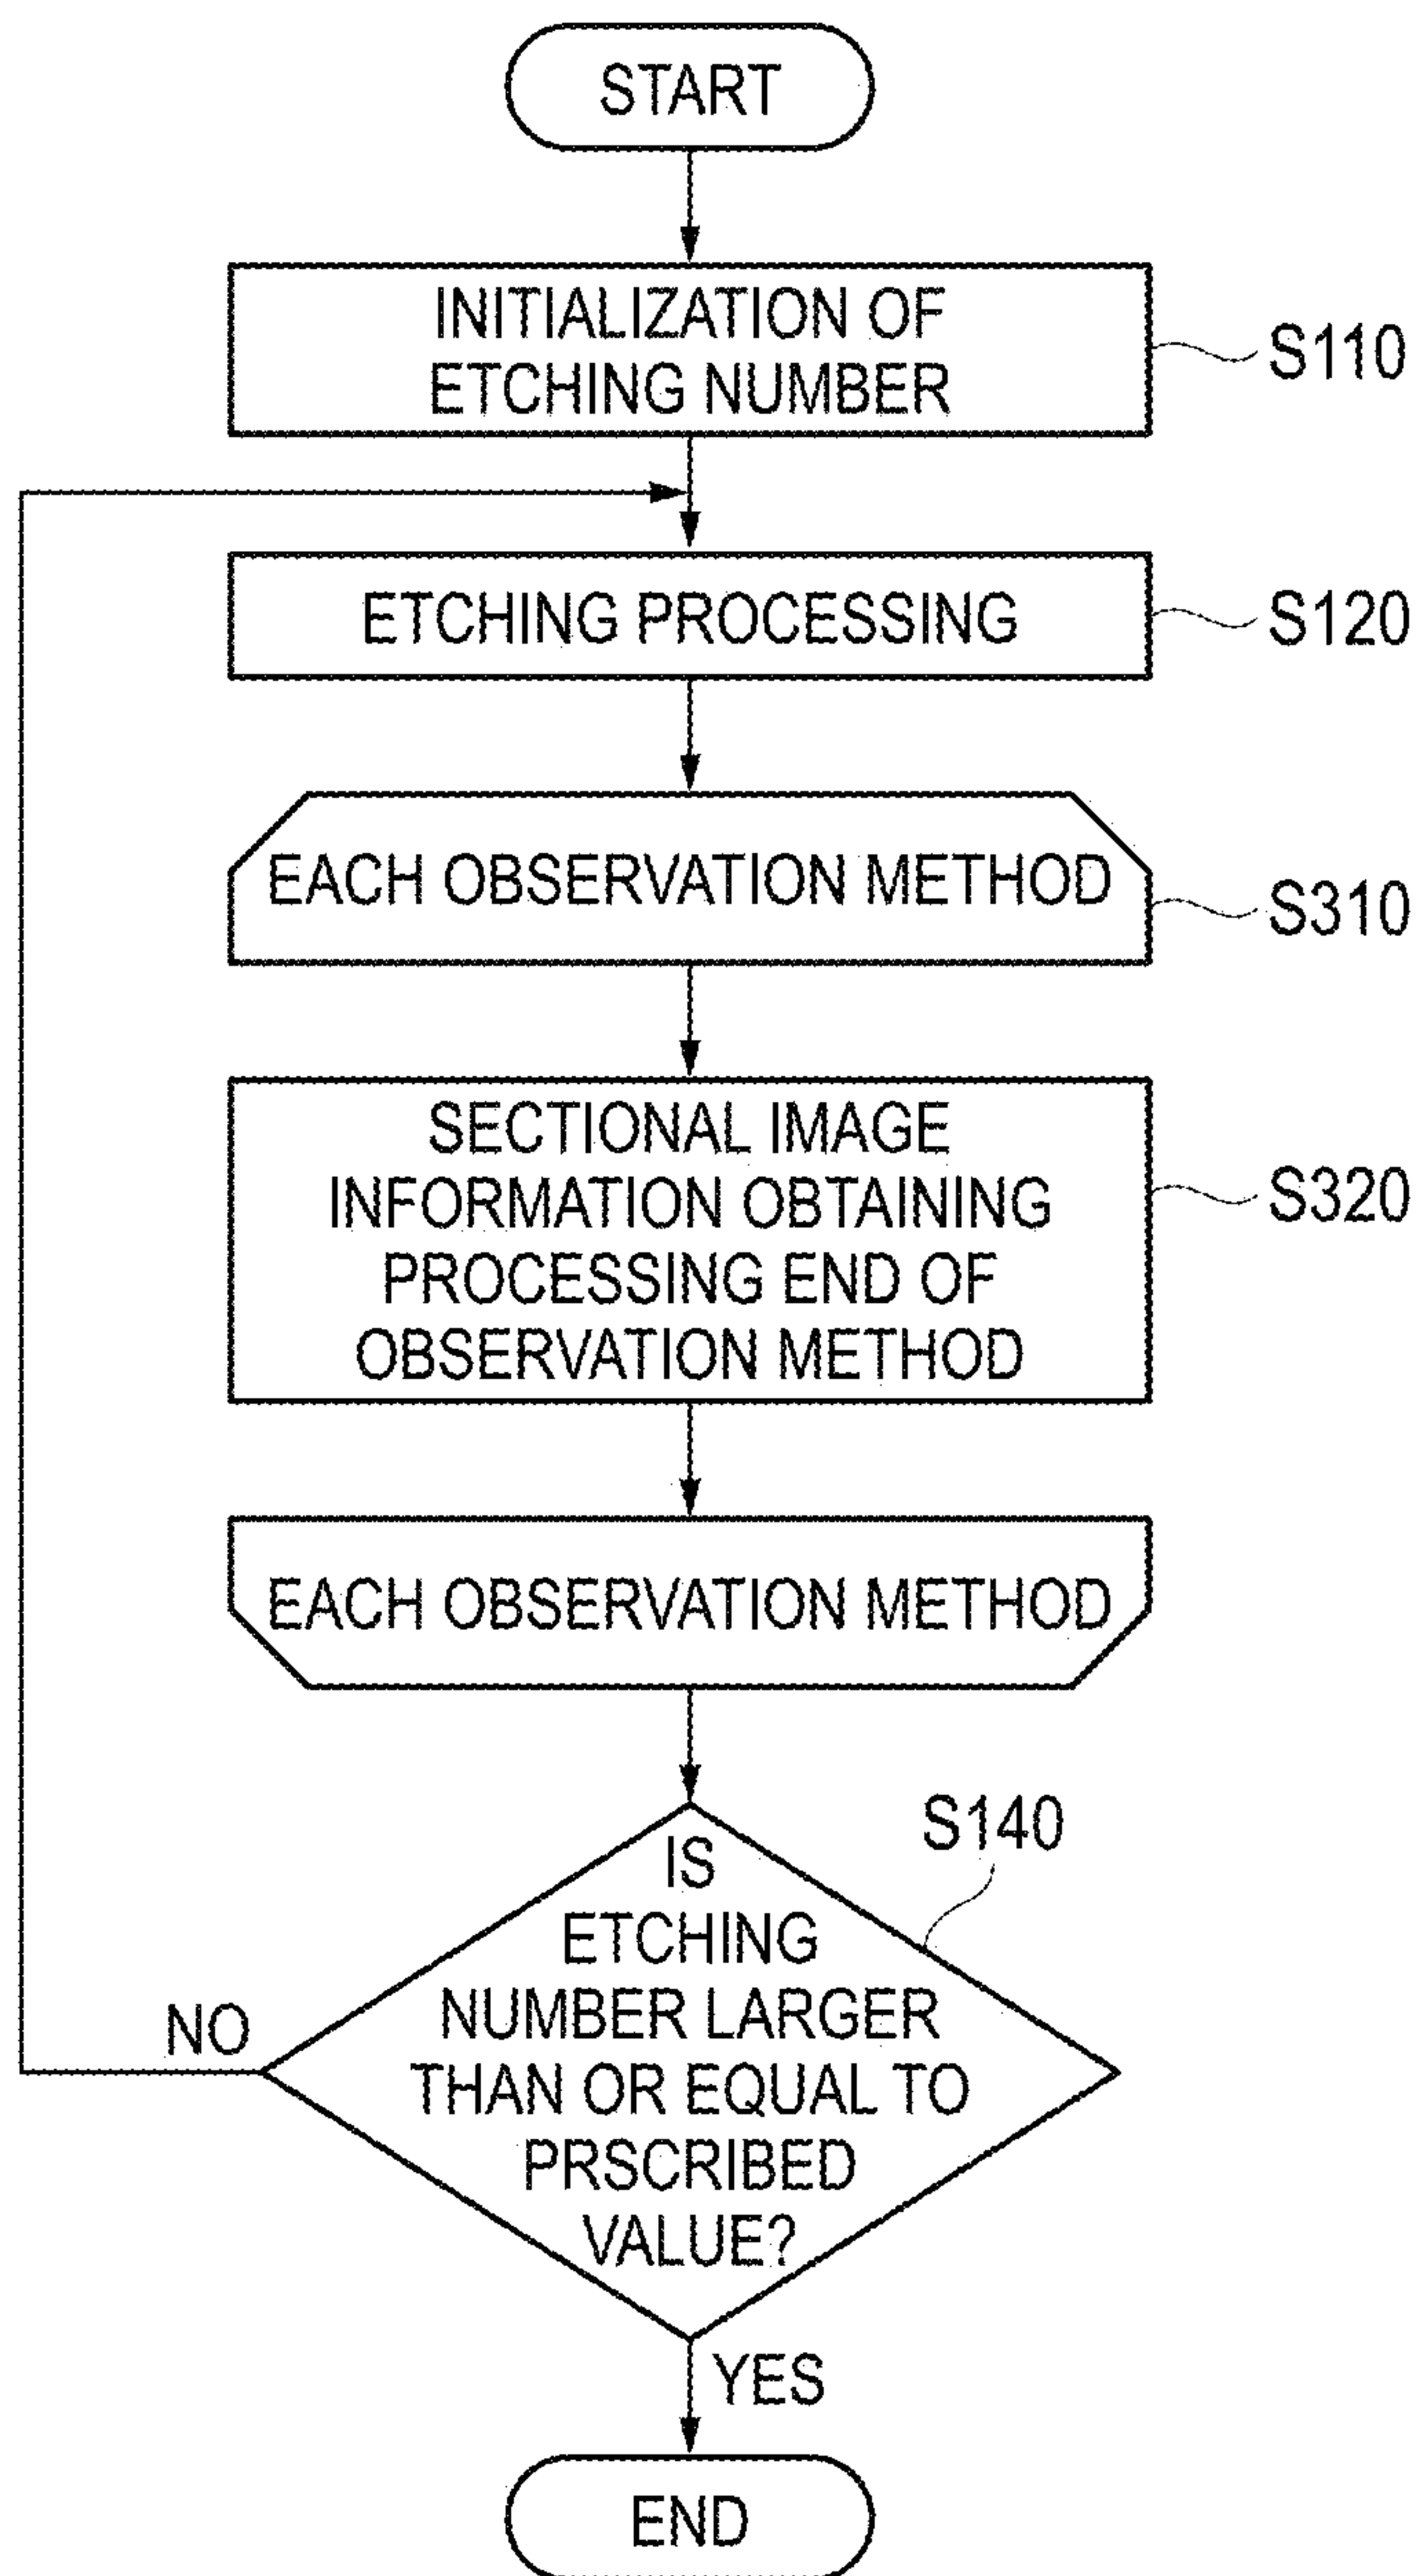 START
INITIALIZATION OF
ETCHING NUMBER
S110
ETCHING PROCESSING
S120
EACH OBSERVATION METHOD
S310
SECTIONAL IMAGE
INFORMATION OBTAINING
PROCESSING END OF
OBSERVATION METHOD
S320
EACH OBSERVATION METHOD
S140
IS
ETCHING
NUMBER LARGER
THAN OR EQUAL TO
PRSCRIBED
VALUE?
NO
YES
END